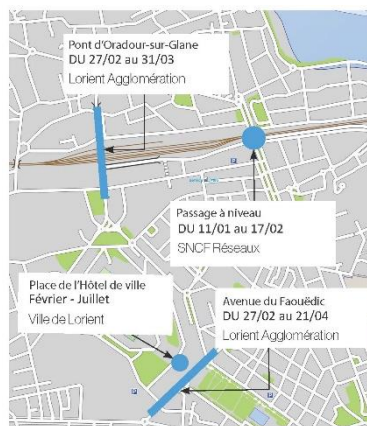 Pont d'Oradour-sur-Glane
DU 27/02 au 31/03
Lorient Agglomération
Passage à niveau
DU 11/01 au 17/02
SNCF Réseaux
Place de l'Hôtel de ville
Février - Juillet
Ville de Lorient
Avenue du Faouëdic
DU 27/02 au 21/04
Lorient Agglomération